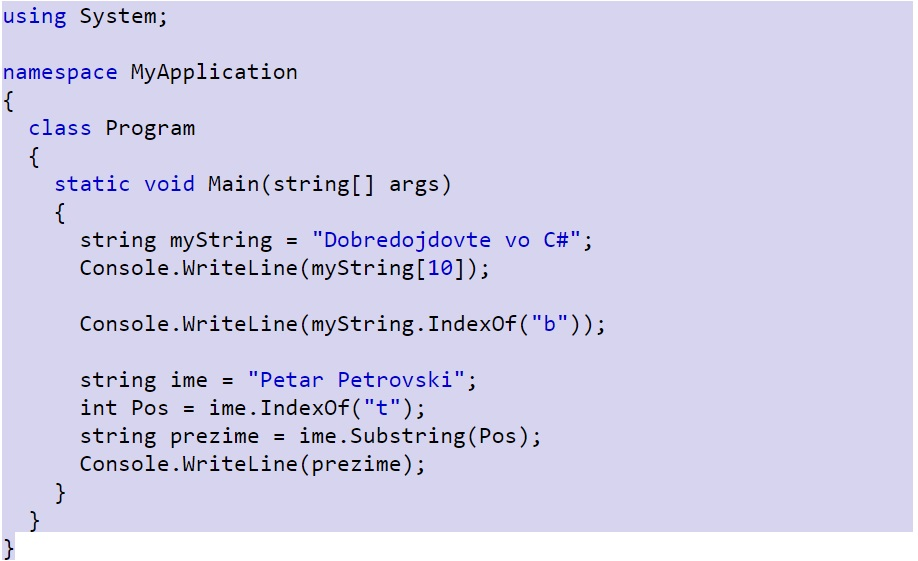 using System;

namespace MyApplication
{
  class Program
  {
    static void Main(string[] args)
    {
      string myString = "Dobredojdovte vo C#";
      Console.WriteLine(myString[10]);

      Console.WriteLine(myString.IndexOf("b"));

      string ime = "Petar Petrovski";
      int Pos = ime.IndexOf("t");
      string prezime = ime.Substring(Pos);
      Console.WriteLine(prezime);
    }
  }
}